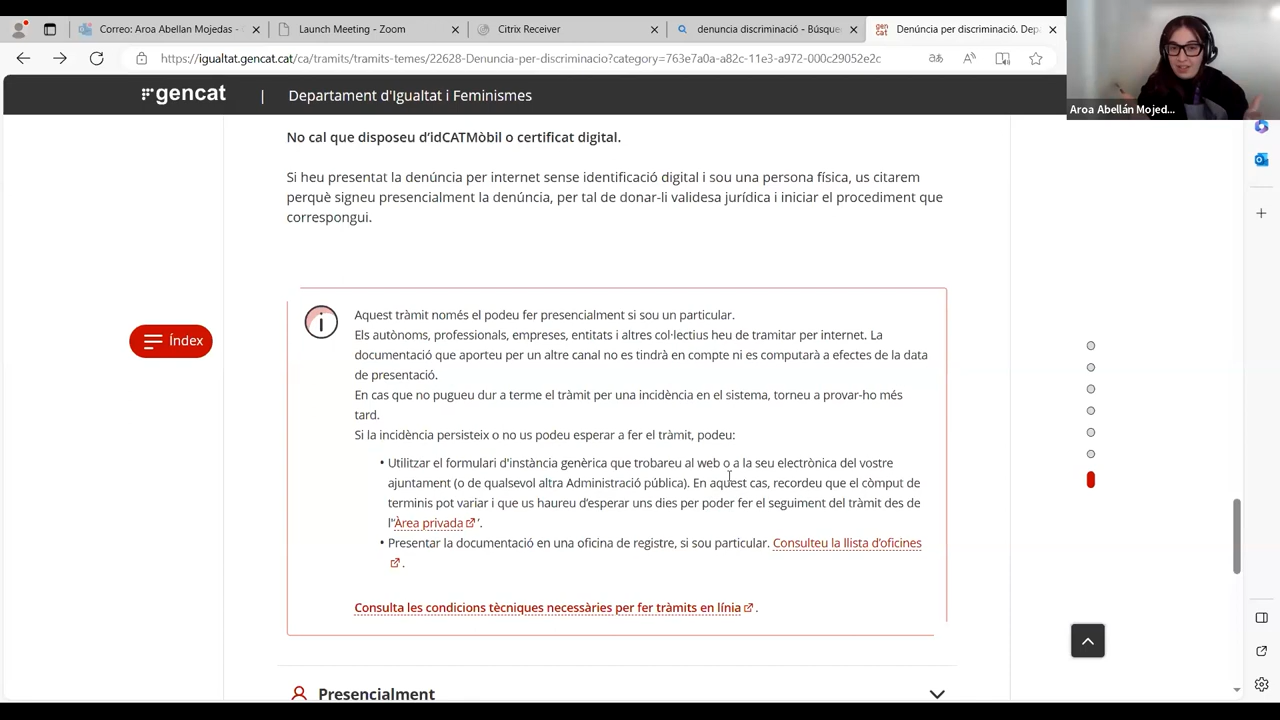 Correo: Aroa Abellan Mojedas -
Launch Meeting - Zoom
Citrix Receiver
denuncia discriminació - Búsque
Denúncia per discriminació. Dep
https://igualtat.gencat.cat/ca/tramits/tramits-temes/22628-
ncia-per-discriminacio?category=763e7a0a-a82c-11e3-a972-000c29052e2c
Aroa Abellán Mojed...
gencat | Departament d'Igualtat i Feminismes
No cal que disposeu d'idCATMòbil o certificat digital.
Si heu presentat la denúncia per internet sense identificació digital i sou una persona física, us citarem
perquè signeu presencialment la denúncia, per tal de donar-li validesa jurídica i iniciar el procediment que
correspongui.
Índex
Aquest tràmit només el podeu fer presencialment si sou un particular.
Els autònoms, professionals, empreses, entitats i altres col·lectius heu de tramitar per internet. La
documentació que aporteu per un altre canal no es tindrà en compte ni es computarà a efectes de la data
de presentació.
En cas que no pugueu dur a terme el tràmit per una incidència en el sistema, torneu a provar-ho més
tard.
Si la incidència persisteix o no us podeu esperar a fer el tràmit, podeu:
• Utilitzar el formulari d'instància genèrica que trobareu al web o a la seu electrònica del vostre
ajuntament (o de qualsevol altra Administració pública). En aquest cas, recordeu que el còmput de
terminis pot variar i que us haureu d'esperar uns dies per poder fer el seguiment del tràmit des de
l'Àrea privada'.
• Presentar la documentació en una oficina de registre, si sou particular. Consulteu la llista d'oficines
.
Consulta les condicions tècniques necessàries per fer tràmits en línia .
Presencialment